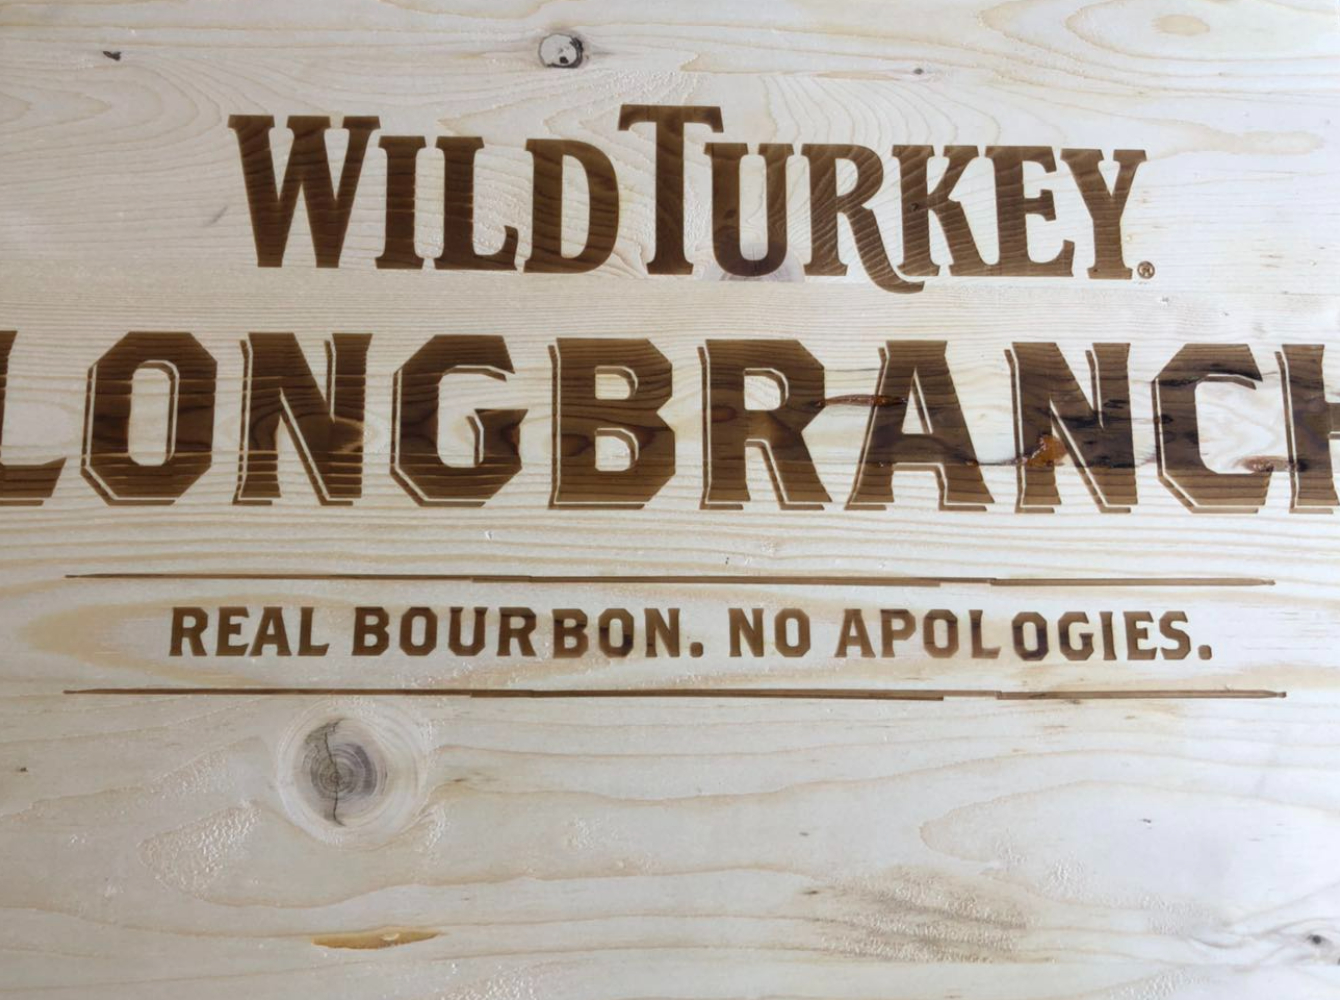 WILD TURKEY®
LONGBRANCH
REAL BOURBON. NO APOLOGIES.